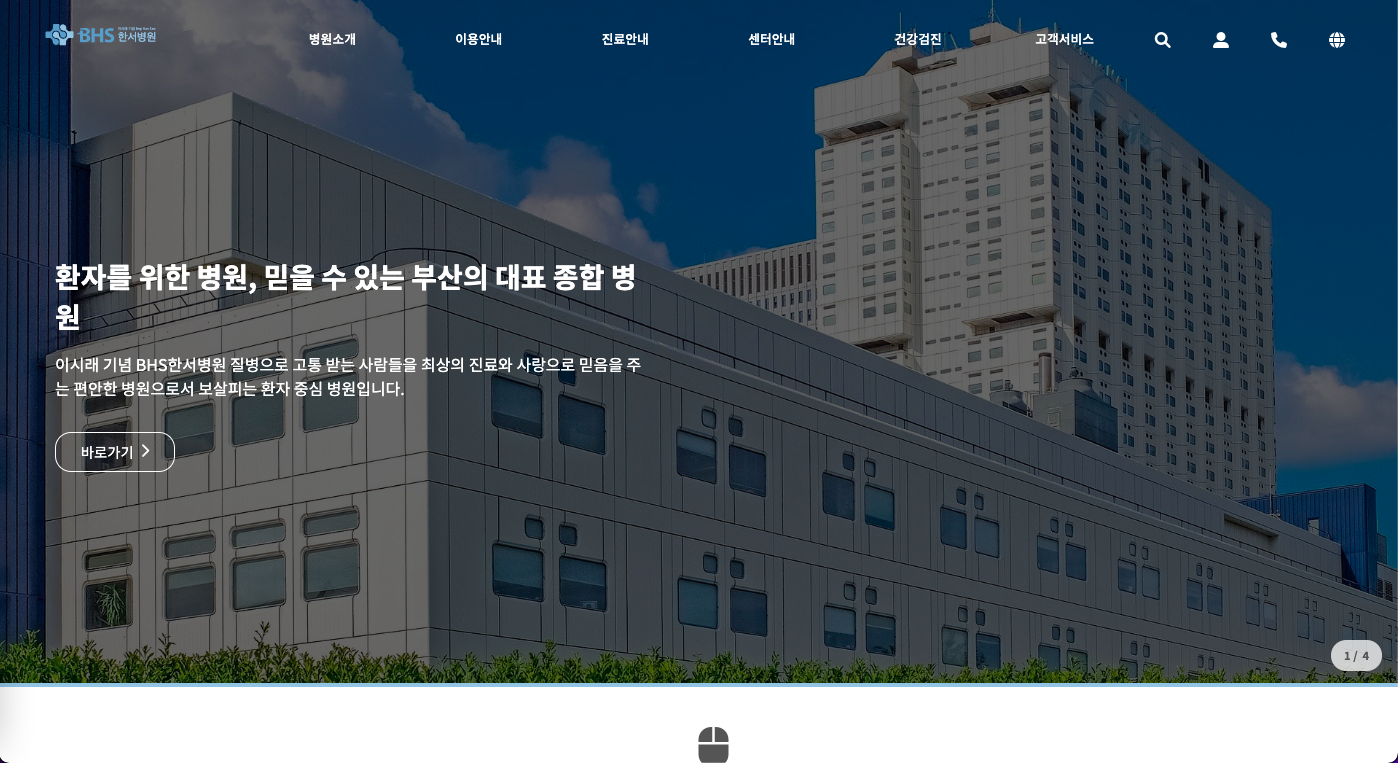 BHS 한서병원
병원소개
이용안내
진료안내
센터안내
건강검진
고객서비스
환자를 위한 병원, 믿을 수 있는 부산의 대표 종합 병
원
이시래 기념 BHS한서병원 질병으로 고통 받는 사람들을 최상의 진료와 사랑으로 믿음을 주
는 편안한 병원으로서 보살피는 환자 중심 병원입니다.
바로가기
1 / 4